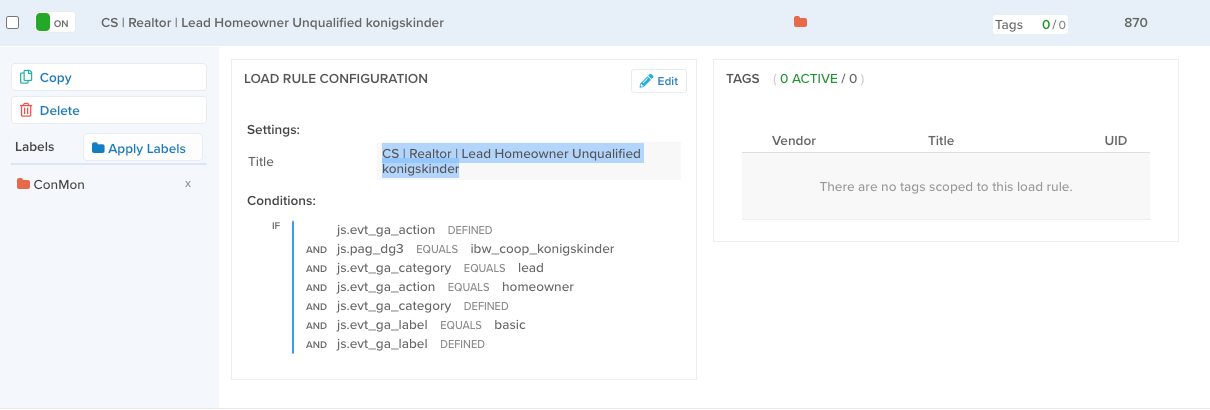 ON CS | Realtor | Lead Homeowner Unqualified konigskinder Tags 0 / 0 870
Copy
Delete
Labels Apply Labels
ConMon x
LOAD RULE CONFIGURATION Edit
Settings:
Title CS | Realtor | Lead Homeowner Unqualified
konigskinder
Conditions:
IF js.evt_ga_action DEFINED
AND js.pag_dg3 EQUALS ibw_coop_konigskinder
AND js.evt_ga_category EQUALS lead
AND js.evt_ga_action EQUALS homeowner
AND js.evt_ga_category DEFINED
AND js.evt_ga_label EQUALS basic
AND js.evt_ga_label DEFINED
TAGS ( 0 ACTIVE / 0 )
Vendor Title UID
There are no tags scoped to this load rule.